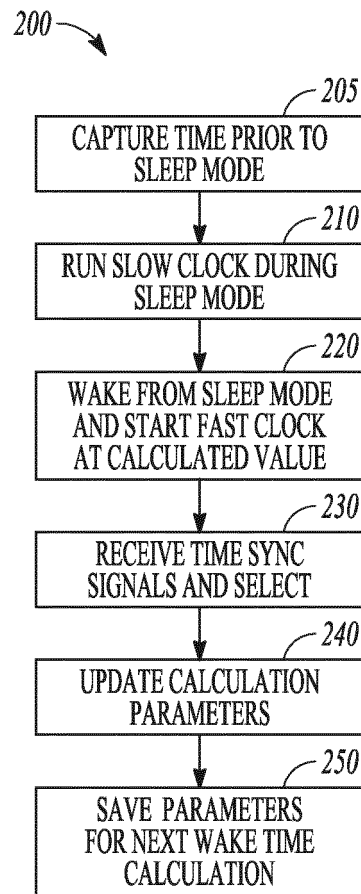 200
205
CAPTURE TIME PRIOR TO
SLEEP MODE
210
RUN SLOW CLOCK DURING
SLEEP MODE
220
WAKE FROM SLEEP MODE
AND START FAST CLOCK
AT CALCULATED VALUE
230
RECEIVE TIME SYNC
SIGNALS AND SELECT
240
UPDATE CALCULATION
PARAMETERS
250
SAVE PARAMETERS
FOR NEXT WAKE TIME
CALCULATION